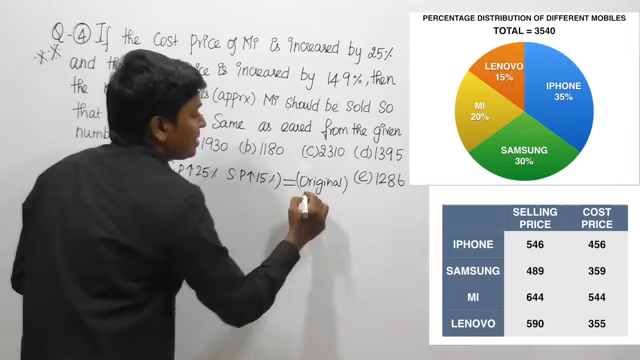 Q-④ If the cost price of Mi is increased by 25%
and th ce is increased by 14.9%, then
the n s (apprx) Mi should be sold so
that Same as eared from the given
numb 1930 (b) 1180 (c) 2310 (d) 1395
P↑25% S P↑15%) = (Original) (e) 1286
PERCENTAGE DISTRIBUTION OF DIFFERENT MOBILES
TOTAL = 3540
LENOVO
15%
IPHONE
35%
MI
20%
SAMSUNG
30%
SELLING PRICE COST PRICE
IPHONE 546 456
SAMSUNG 489 359
MI 644 544
LENOVO 590 355